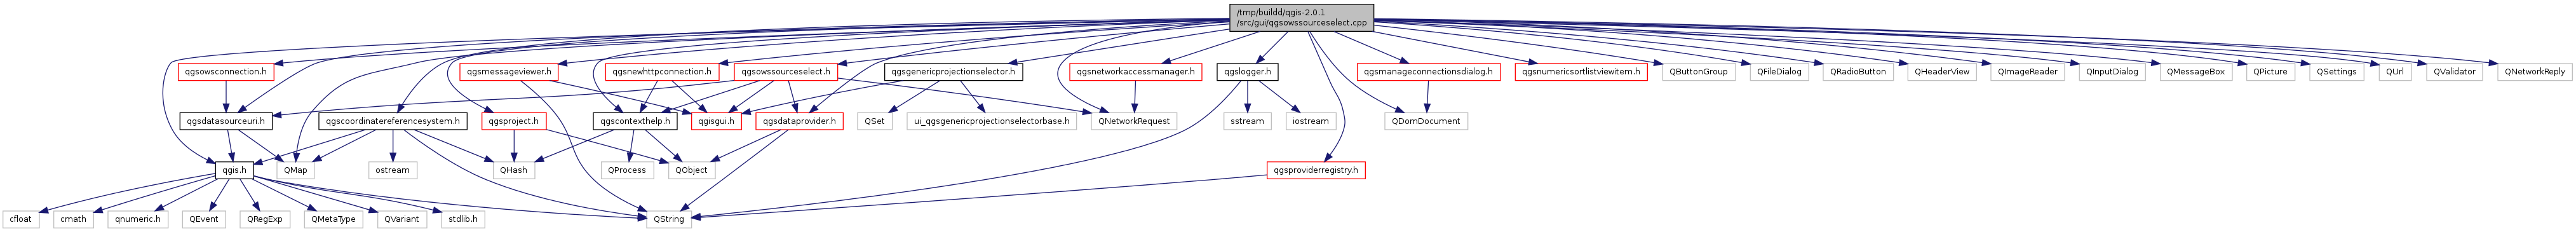 /tmp/buildd/qgis-2.0.1
/src/gui/qgsowssourceselect.cpp
qgsowsconnection.h
qgsmessageviewer.h
qgsnewhttpconnection.h
qgsowssourceselect.h
qgsgenericprojectionselector.h
qgsnetworkaccessmanager.h
qgslogger.h
qgsmanageconnectionsdialog.h
qgsnumericsortlistviewitem.h
QButtonGroup
QFileDialog
QRadioButton
QHeaderView
QImageReader
QInputDialog
QMessageBox
QPicture
QSettings
QUrl
QValidator
QNetworkReply
qgsdatasourceuri.h
qgscoordinatereferencesystem.h
qgsproject.h
qgscontexthelp.h
qgisgui.h
qgsdataprovider.h
QSet
ui_qgsgenericprojectionselectorbase.h
QNetworkRequest
sstream
iostream
QDomDocument
qgis.h
QMap
ostream
QHash
QProcess
QObject
qgsproviderregistry.h
cfloat
cmath
qnumeric.h
QEvent
QRegExp
QMetaType
QVariant
stdlib.h
QString